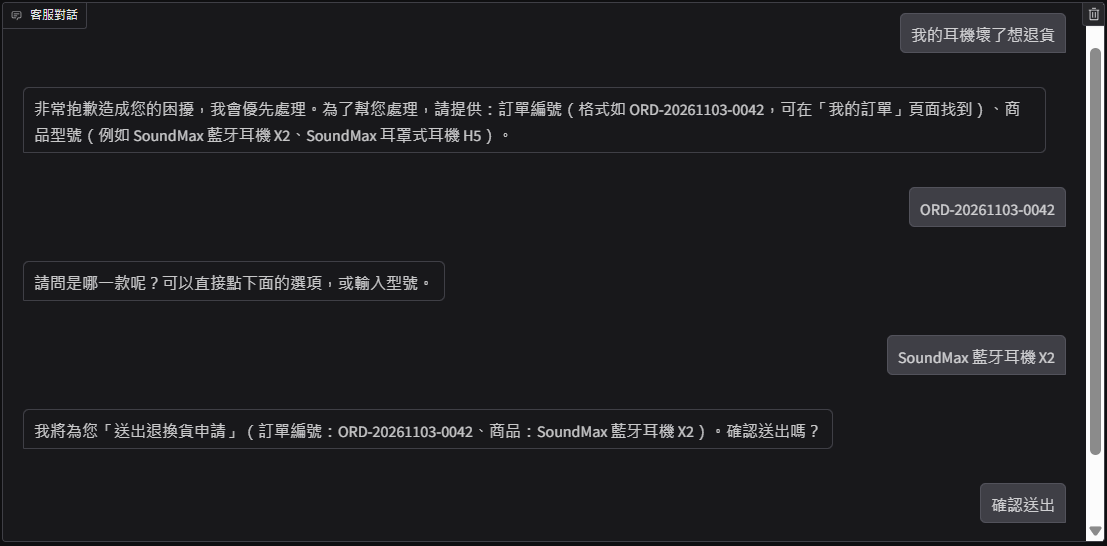 客服對話
我的耳機壞了想退貨
非常抱歉造成您的困擾，我會優先處理。為了幫您處理，請提供：訂單編號（格式如 ORD-20261103-0042，可在「我的訂單」頁面找到）、商
品型號（例如 SoundMax 藍牙耳機 X2、SoundMax 耳罩式耳機 H5）。
ORD-20261103-0042
請問是哪一款呢？可以直接點下面的選項，或輸入型號。
SoundMax 藍牙耳機 X2
我將為您「送出退換貨申請」（訂單編號：ORD-20261103-0042、商品：SoundMax 藍牙耳機 X2）。確認送出嗎？
確認送出